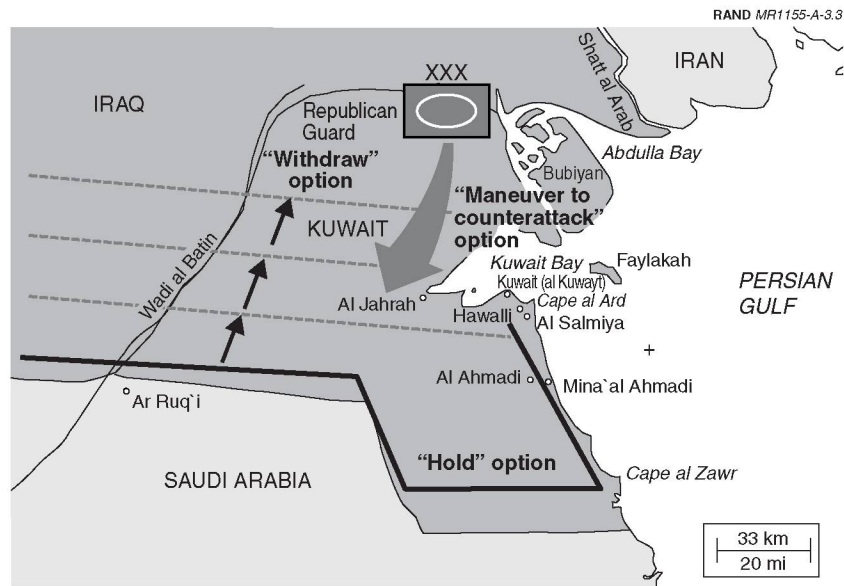 RAND MR1155-A-3.3
IRAN
Shatt al Arab
XXX
IRAQ
Republican
Guard
Abdulla Bay
"Withdraw"
option
Bubiyan
"Maneuver to
counterattack"
option
KUWAIT
Wadi al Batin
Kuwait Bay
Faylakah
Kuwait (al Kuwayt)
PERSIAN
GULF
Al Jahrah
Cape al Ard
Hawalli
Al Salmiya
+
Al Ahmadi
Mina`al Ahmadi
Ar Ruq`i
"Hold" option
Cape al Zawr
SAUDI ARABIA
33 km
20 mi